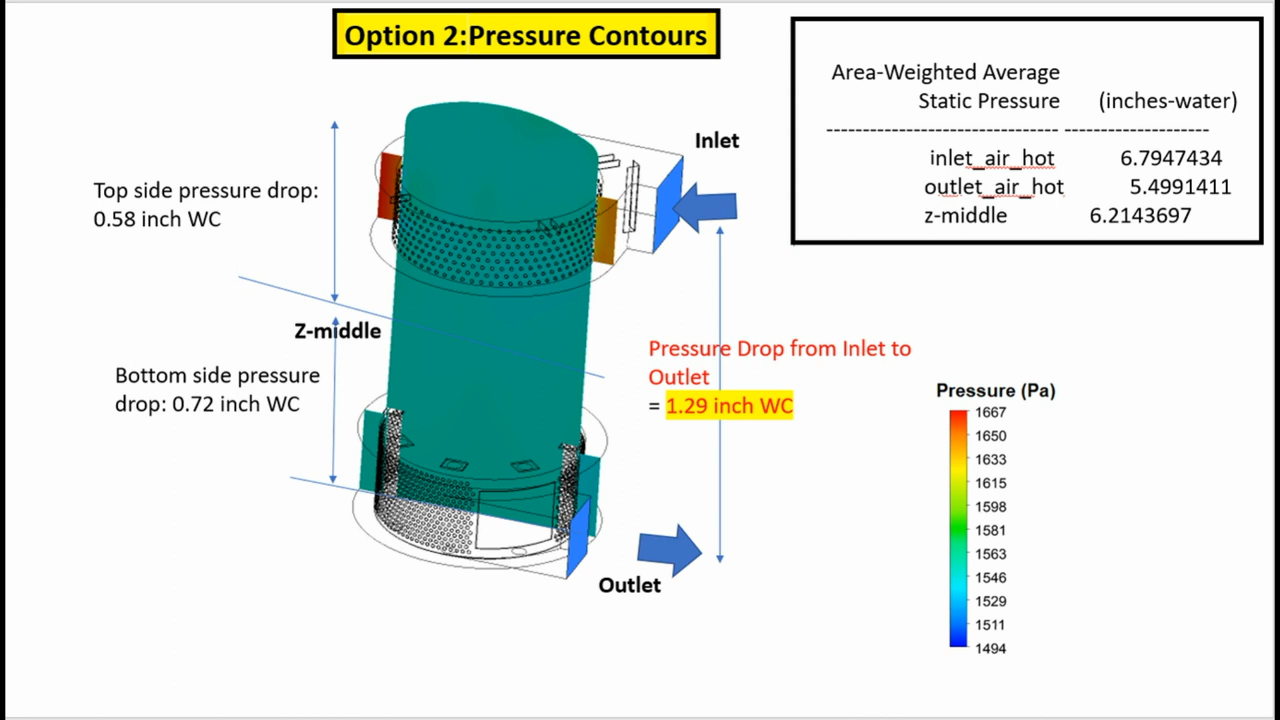 Option 2:Pressure Contours
Area-Weighted Average
Static Pressure (inches-water)
-------------------------------- --------------------
inlet_air_hot 6.7947434
outlet_air_hot 5.4991411
z-middle 6.2143697
Inlet
Top side pressure drop:
0.58 inch WC
Z-middle
Pressure Drop from Inlet to
Outlet
= 1.29 inch WC
Bottom side pressure
drop: 0.72 inch WC
Outlet
Pressure (Pa)
1667
1650
1633
1615
1598
1581
1563
1546
1529
1511
1494